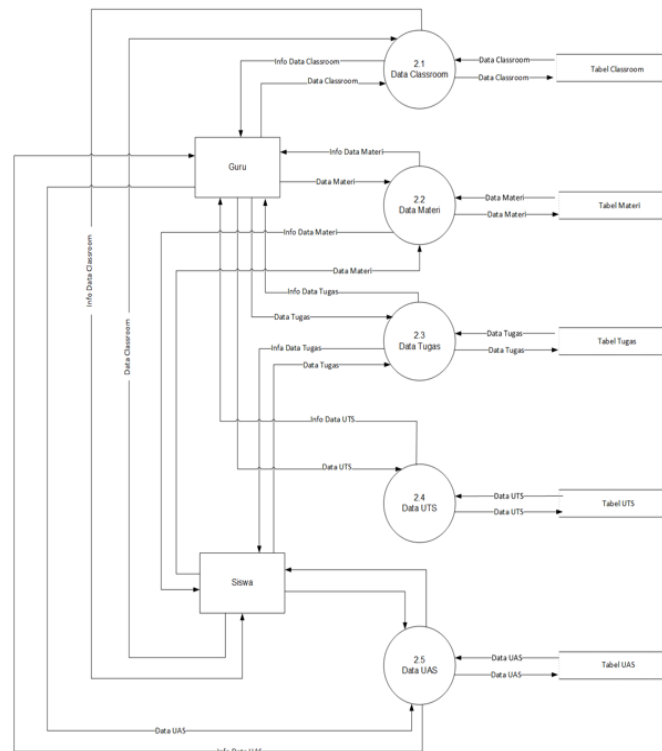 2.1
Data Classroom
Info Data Classroom
Data Classroom
Data Classroom
Data Classroom
Tabel Classroom
Guru
Info Data Materi
Data Materi
2.2
Data Materi
Data Materi
Data Materi
Tabel Materi
Info Data Materi
Data Materi
Info Data Classroom
Data Classroom
Info Data Tugas
Data Tugas
2.3
Data Tugas
Data Tugas
Data Tugas
Tabel Tugas
Info Data Tugas
Data Tugas
Info Data UTS
Data UTS
2.4
Data UTS
Data UTS
Data UTS
Tabel UTS
Siswa
2.5
Data UAS
Data UAS
Data UAS
Tabel UAS
Data UAS
Info Data UAS